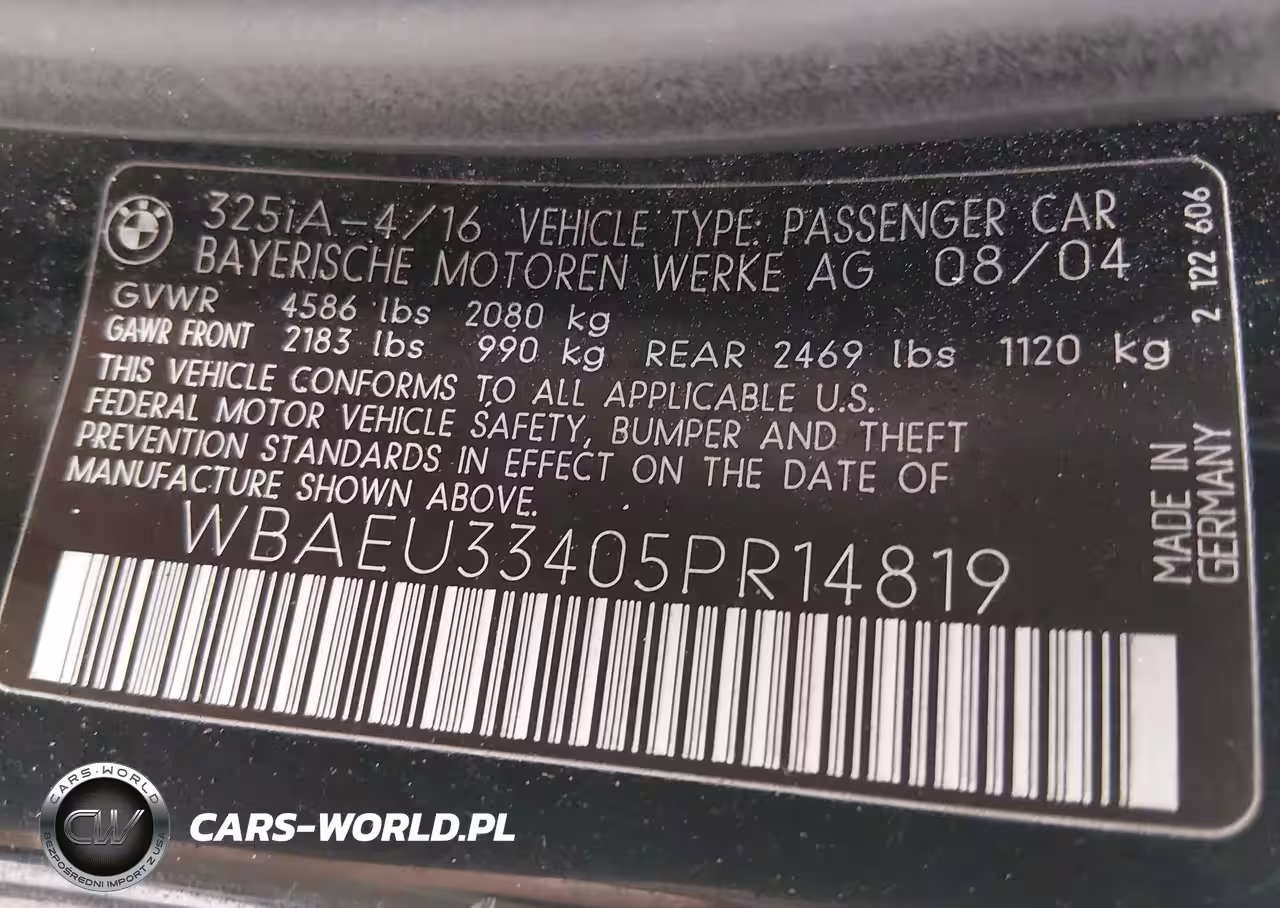 325iA-4/16 VEHICLE TYPE: PASSENGER CAR
BAYERISCHE MOTOREN WERKE AG 08/04
GVWR 4586 lbs 2080 kg
GAWR FRONT 2183 lbs 990 kg REAR 2469 lbs 1120 kg
THIS VEHICLE CONFORMS TO ALL APPLICABLE U.S.
FEDERAL MOTOR VEHICLE SAFETY, BUMPER AND THEFT
PREVENTION STANDARDS IN EFFECT ON THE DATE OF
MANUFACTURE SHOWN ABOVE.
WBAEU33405PR14819
2 122 606
MADE IN
GERMANY
CARS-WORLD
CW
BEZPOŚREDNI IMPORT Z USA
CARS-WORLD.PL